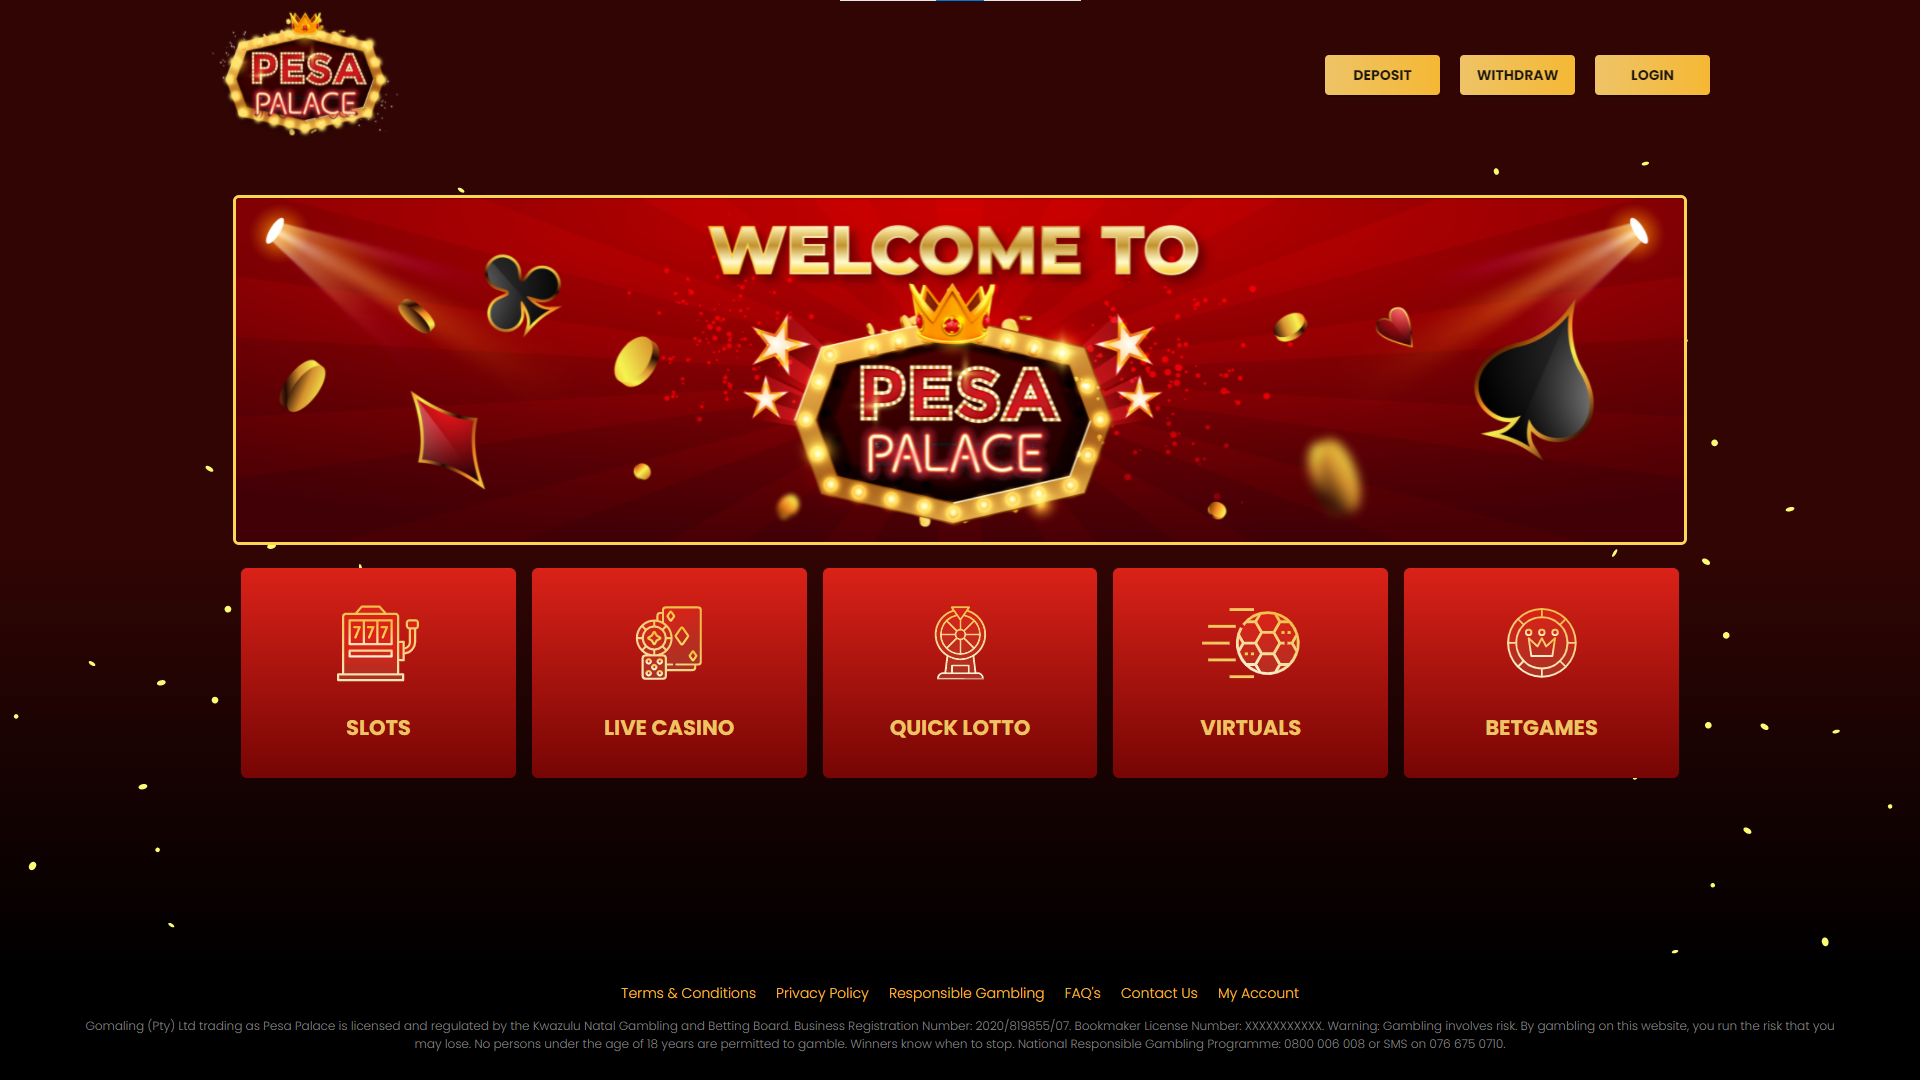 PESA
PALACE
DEPOSIT
WITHDRAW
LOGIN
WELCOME TO
PESA
PALACE
777
SLOTS
LIVE CASINO
QUICK LOTTO
VIRTUALS
BETGAMES
Terms & Conditions
Privacy Policy
Responsible Gambling
FAQ's
Contact Us
My Account
Gomaling (Pty) Ltd trading as Pesa Palace is licensed and regulated by the Kwazulu Natal Gambling and Betting Board. Business Registration Number: 2020/819855/07. Bookmaker License Number: XXXXXXXXXXX. Warning: Gambling involves risk. By gambling on this website, you run the risk that you
may lose. No persons under the age of 18 years are permitted to gamble. Winners know when to stop. National Responsible Gambling Programme: 0800 006 008 or SMS on 076 675 0710.